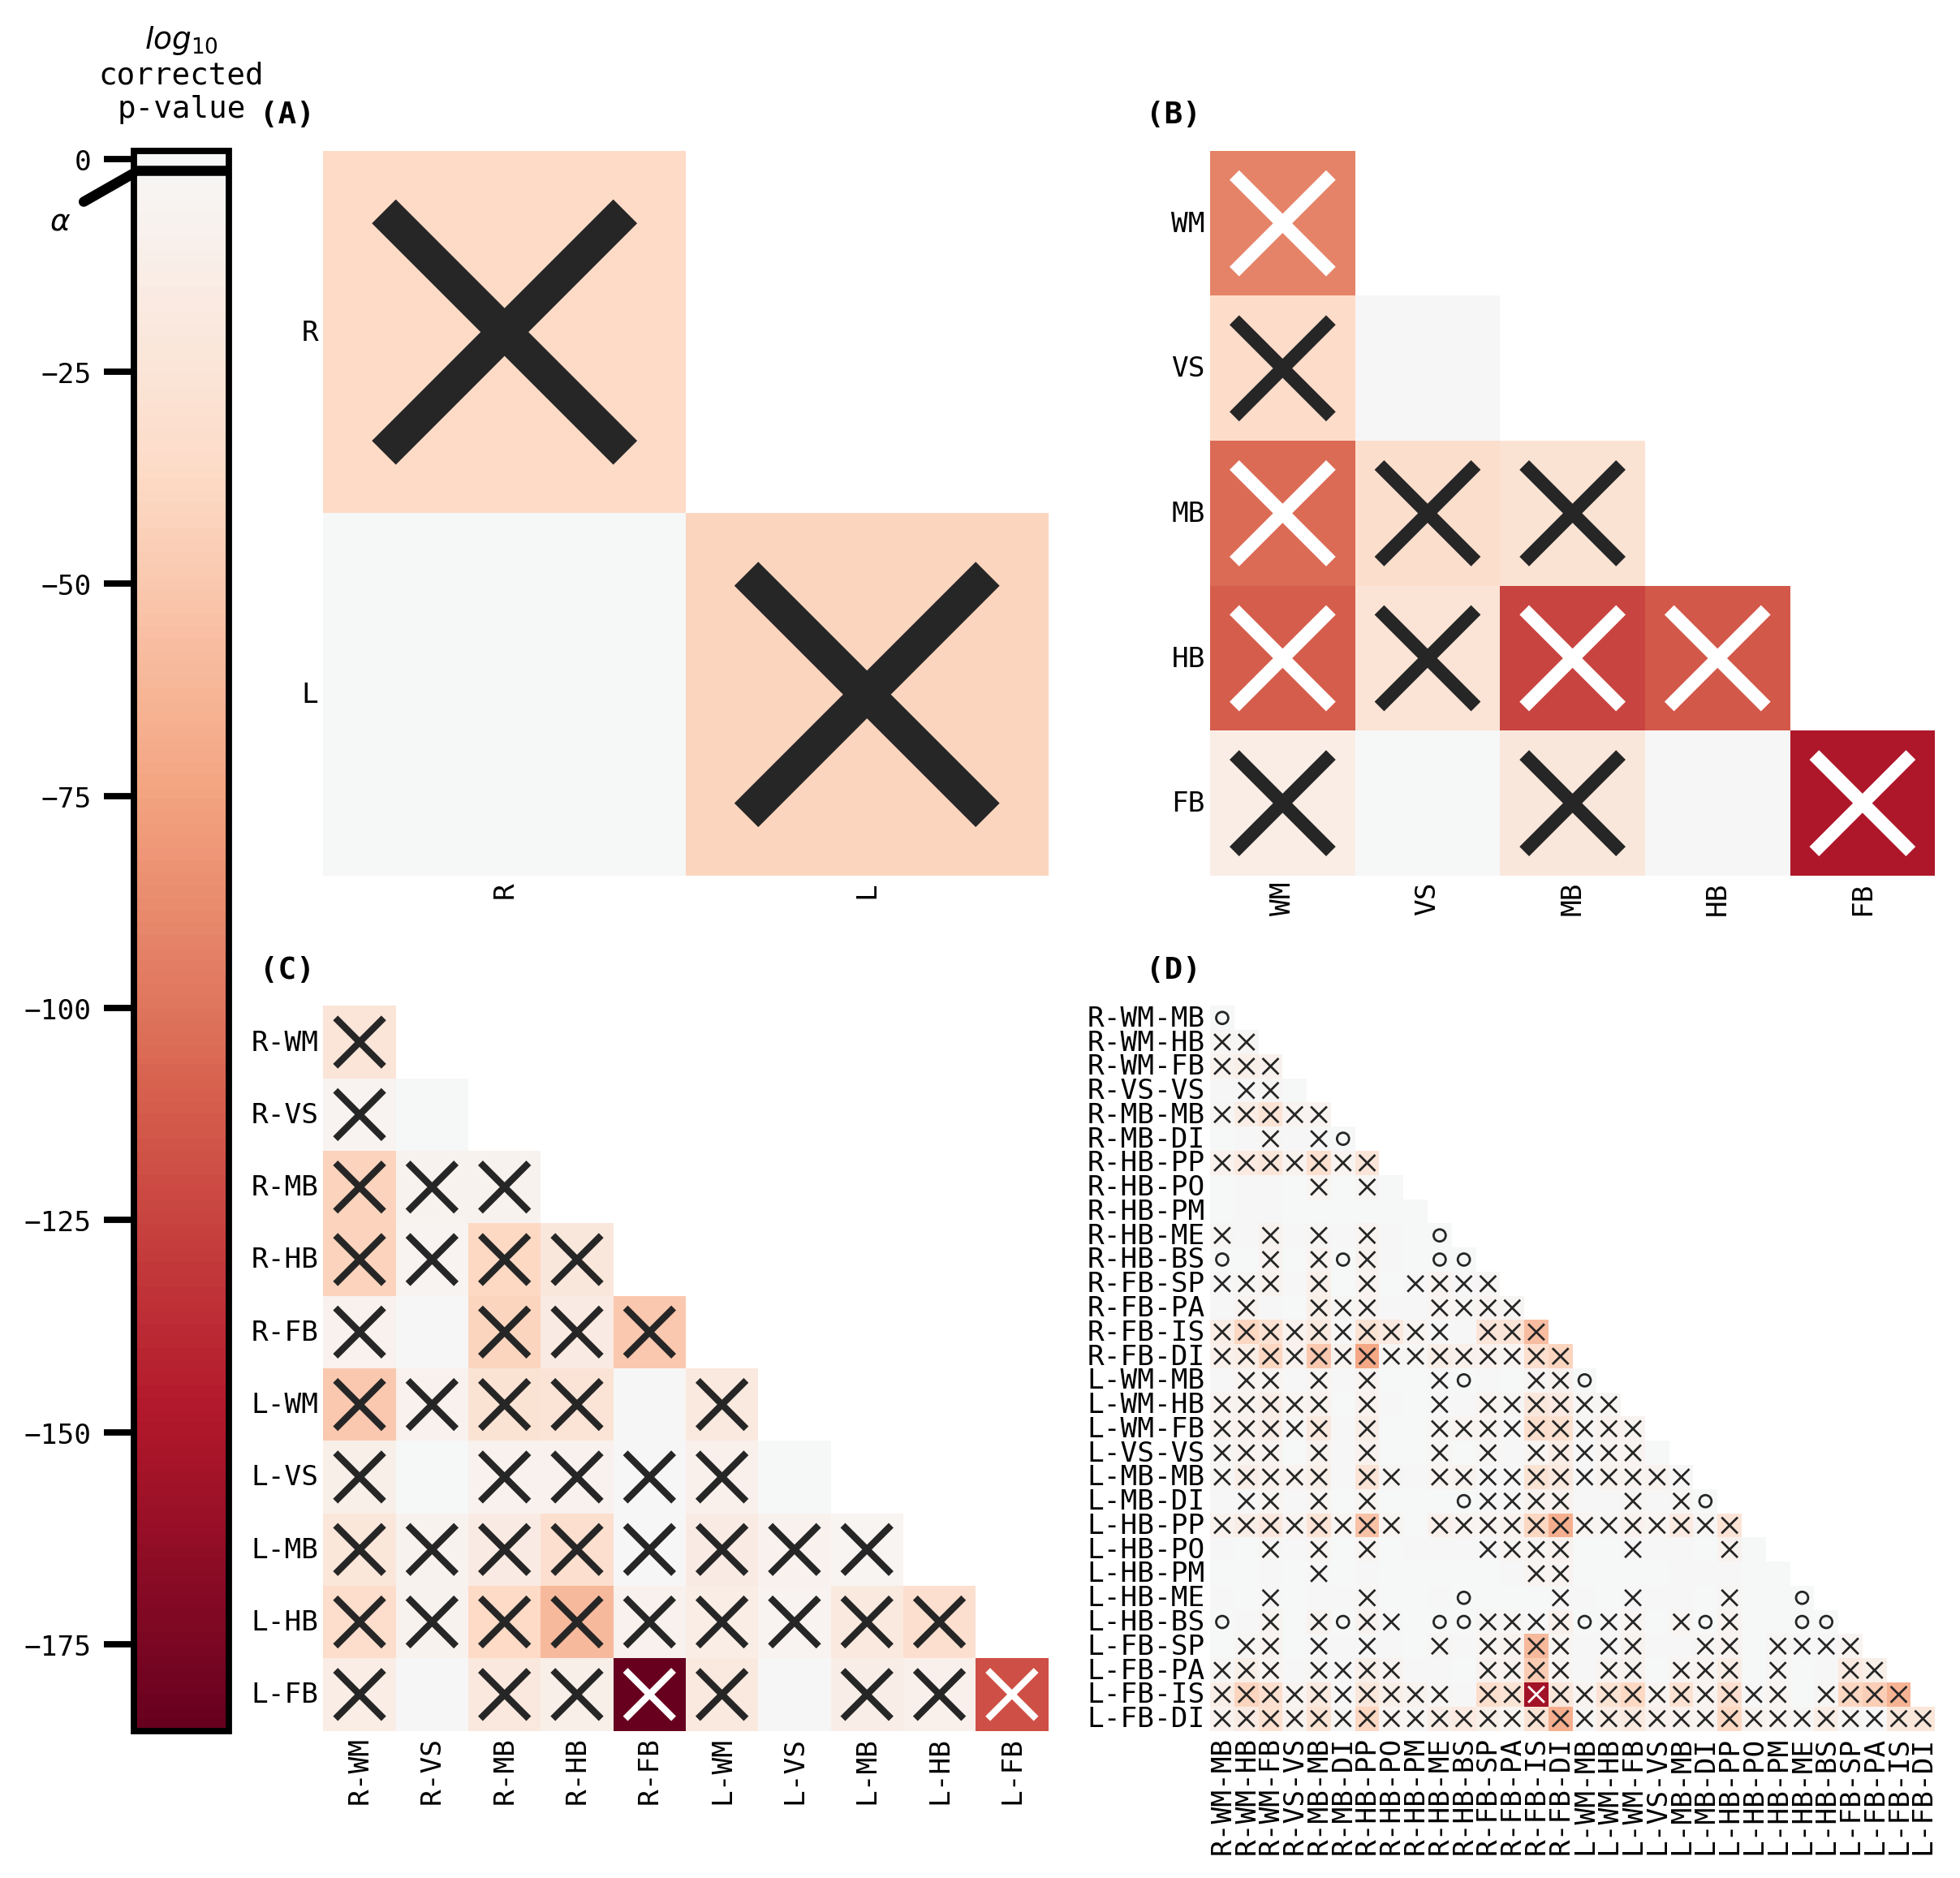 log10
corrected
p-value
0
α
−25
−50
−75
−100
−125
−150
−175
(A)
R
L
R
L
(B)
WM
VS
MB
HB
FB
WM
VS
MB
HB
FB
(C)
R-WM
R-VS
R-MB
R-HB
R-FB
L-WM
L-VS
L-MB
L-HB
L-FB
R-WM
R-VS
R-MB
R-HB
R-FB
L-WM
L-VS
L-MB
L-HB
L-FB
(D)
R-WM-MB
R-WM-HB
R-WM-FB
R-VS-VS
R-MB-MB
R-MB-DI
R-HB-PP
R-HB-PO
R-HB-PM
R-HB-ME
R-HB-BS
R-FB-SP
R-FB-PA
R-FB-IS
R-FB-DI
L-WM-MB
L-WM-HB
L-WM-FB
L-VS-VS
L-MB-MB
L-MB-DI
L-HB-PP
L-HB-PO
L-HB-PM
L-HB-ME
L-HB-BS
L-FB-SP
L-FB-PA
L-FB-IS
L-FB-DI
R-WM-MB
R-WM-HB
R-WM-FB
R-VS-VS
R-MB-MB
R-MB-DI
R-HB-PP
R-HB-PO
R-HB-PM
R-HB-ME
R-HB-BS
R-FB-SP
R-FB-PA
R-FB-IS
R-FB-DI
L-WM-MB
L-WM-HB
L-WM-FB
L-VS-VS
L-MB-MB
L-MB-DI
L-HB-PP
L-HB-PO
L-HB-PM
L-HB-ME
L-HB-BS
L-FB-SP
L-FB-PA
L-FB-IS
L-FB-DI